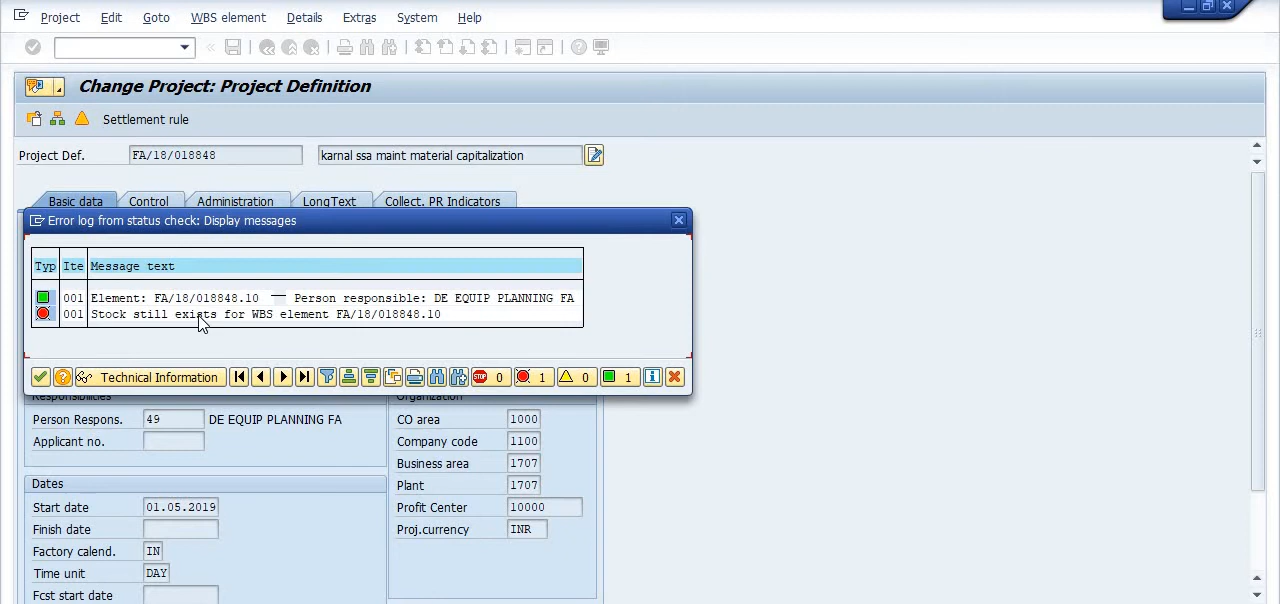 Project Edit Goto WBS element Details Extras System Help
Change Project: Project Definition
Settlement rule
Project Def. FA/18/018848 karnal ssa maint material capitalization
Basic data Control Administration LongText Collect. PR Indicators
Error log from status check: Display messages
Typ Ite Message text
001 Element: FA/18/018848.10 Person responsible: DE EQUIP PLANNING FA
001 Stock still exists for WBS element FA/18/018848.10
Technical Information STOP 0 1 0 1
Responsibilities Organization
Person Respons. 49 DE EQUIP PLANNING FA CO area 1000
Applicant no. Company code 1100
Business area 1707
Dates Plant 1707
Start date 01.05.2019 Profit Center 10000
Finish date Proj.currency INR
Factory calend. IN
Time unit DAY
Fcst start date